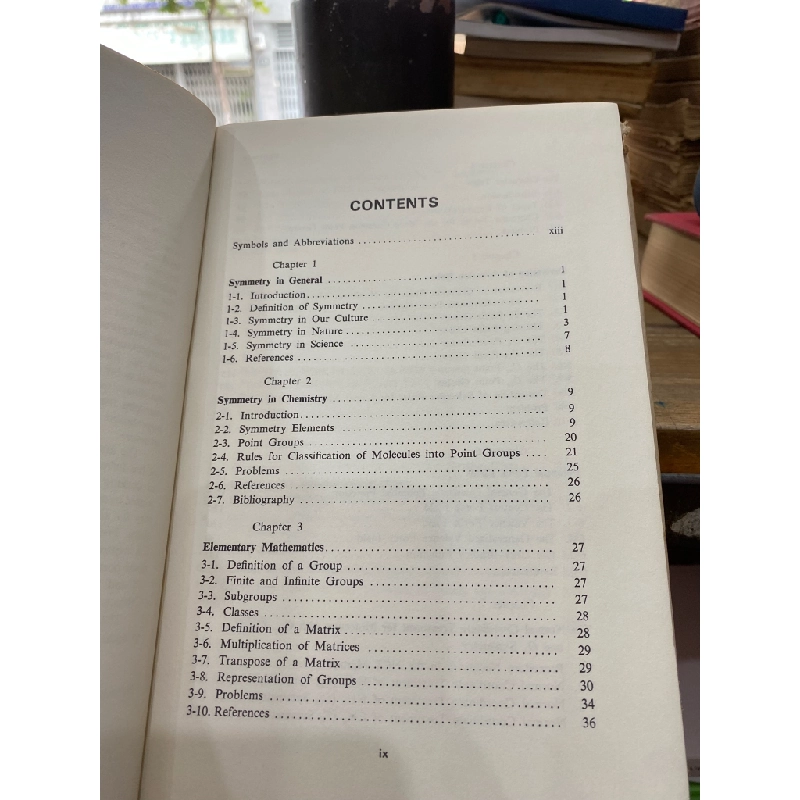 CONTENTS
Symbols and Abbreviations . . . . . . . . . . . . . . . . . . . . . . . . . . . . . . xiii
Chapter 1
Symmetry in General . . . . . . . . . . . . . . . . . . . . . . . . . . . . . . 1
1-1. Introduction . . . . . . . . . . . . . . . . . . . . . . . . . . . . . . 1
1-2. Definition of Symmetry . . . . . . . . . . . . . . . . . . . . . . . . . 1
1-3. Symmetry in Our Culture . . . . . . . . . . . . . . . . . . . . . . . . 1
1-4. Symmetry in Nature . . . . . . . . . . . . . . . . . . . . . . . . . . . 3
1-5. Symmetry in Science . . . . . . . . . . . . . . . . . . . . . . . . . . 7
1-6. References . . . . . . . . . . . . . . . . . . . . . . . . . . . . . . 8
Chapter 2
Symmetry in Chemistry . . . . . . . . . . . . . . . . . . . . . . . . . . . . 9
2-1. Introduction . . . . . . . . . . . . . . . . . . . . . . . . . . . . . . 9
2-2. Symmetry Elements . . . . . . . . . . . . . . . . . . . . . . . . . . . 9
2-3. Point Groups . . . . . . . . . . . . . . . . . . . . . . . . . . . . . . 20
2-4. Rules for Classification of Molecules into Point Groups . . . . 21
2-5. Problems . . . . . . . . . . . . . . . . . . . . . . . . . . . . . . 25
2-6. References . . . . . . . . . . . . . . . . . . . . . . . . . . . . . . 26
2-7. Bibliography . . . . . . . . . . . . . . . . . . . . . . . . . . . . . . 26
Chapter 3
Elementary Mathematics . . . . . . . . . . . . . . . . . . . . . . . . . . . . 27
3-1. Definition of a Group . . . . . . . . . . . . . . . . . . . . . . . . . . 27
3-2. Finite and Infinite Groups . . . . . . . . . . . . . . . . . . . . . . . 27
3-3. Subgroups . . . . . . . . . . . . . . . . . . . . . . . . . . . . . . 27
3-4. Classes . . . . . . . . . . . . . . . . . . . . . . . . . . . . . . 28
3-5. Definition of a Matrix . . . . . . . . . . . . . . . . . . . . . . . . . . 28
3-6. Multiplication of Matrices . . . . . . . . . . . . . . . . . . . . . . . 29
3-7. Transpose of a Matrix . . . . . . . . . . . . . . . . . . . . . . . . . . 29
3-8. Representation of Groups . . . . . . . . . . . . . . . . . . . . . . . . 30
3-9. Problems . . . . . . . . . . . . . . . . . . . . . . . . . . . . . . 34
3-10. References . . . . . . . . . . . . . . . . . . . . . . . . . . . . . . 36
ix